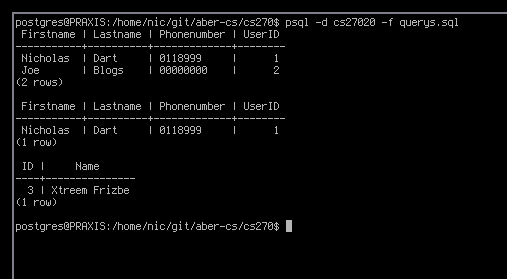 postgres@PRAXIS:/home/nic/git/aber-cs/cs270$ psql -d cs27020 -f querys.sql
 Firstname | Lastname | Phonenumber | UserID
-----------+----------+-------------+--------
 Nicholas  | Dart     | 0118999     |      1
 Joe       | Blogs    | 00000000    |      2
(2 rows)

 Firstname | Lastname | Phonenumber | UserID
-----------+----------+-------------+--------
 Nicholas  | Dart     | 0118999     |      1
(1 row)

 ID |     Name
----+---------------
  3 | Xtreem Frizbe
(1 row)

postgres@PRAXIS:/home/nic/git/aber-cs/cs270$